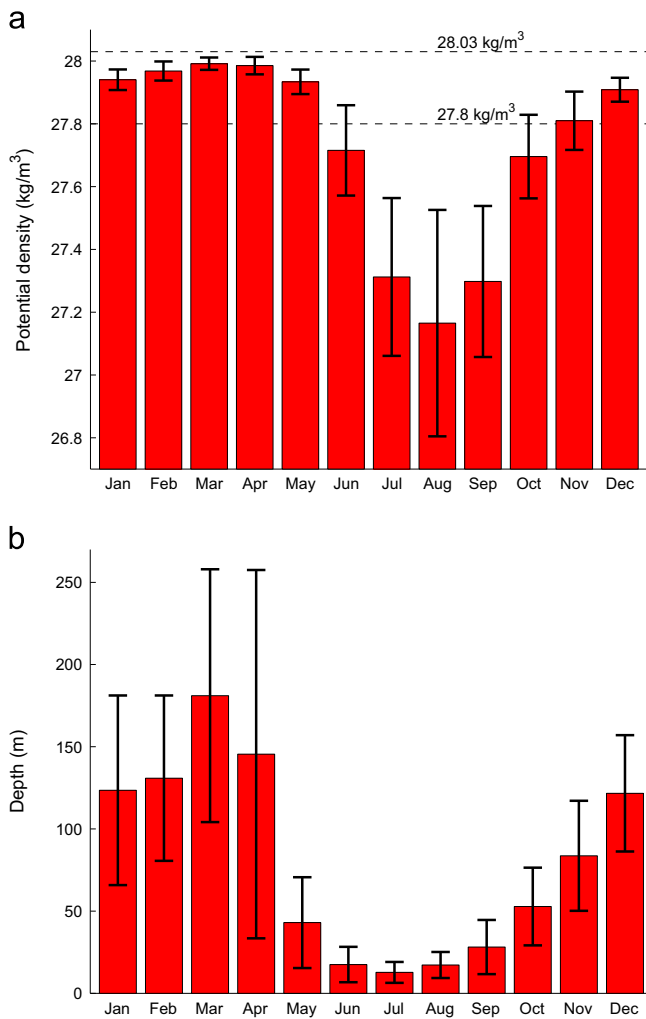 a
28.03 kg/m³
28
27.8 kg/m³
27.8
27.6
27.4
27.2
27
26.8
Potential density (kg/m³)
Jan Feb Mar Apr May Jun Jul Aug Sep Oct Nov Dec
b
250
200
150
100
50
0
Depth (m)
Jan Feb Mar Apr May Jun Jul Aug Sep Oct Nov Dec